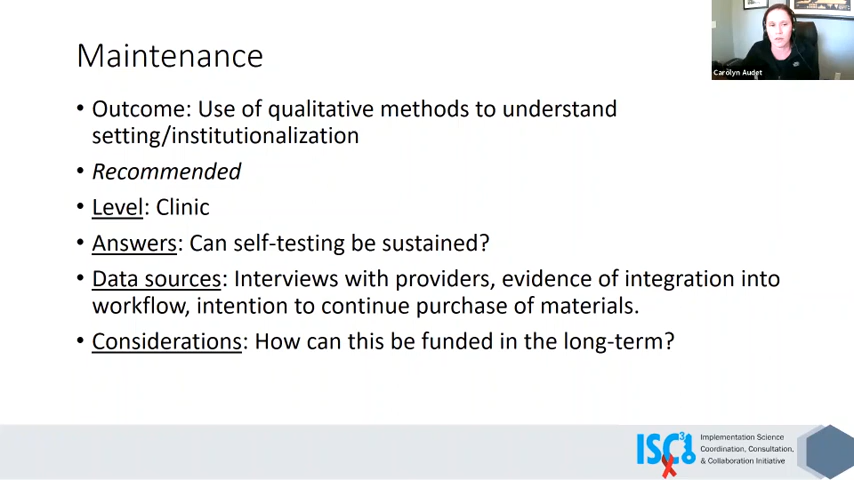 Maintenance
Carolyn Audet
• Outcome: Use of qualitative methods to understand
setting/institutionalization
• Recommended
• Level: Clinic
• Answers: Can self-testing be sustained?
• Data sources: Interviews with providers, evidence of integration into
workflow, intention to continue purchase of materials.
• Considerations: How can this be funded in the long-term?
ISC3I
Implementation Science
Coordination, Consultation,
& Collaboration Initiative